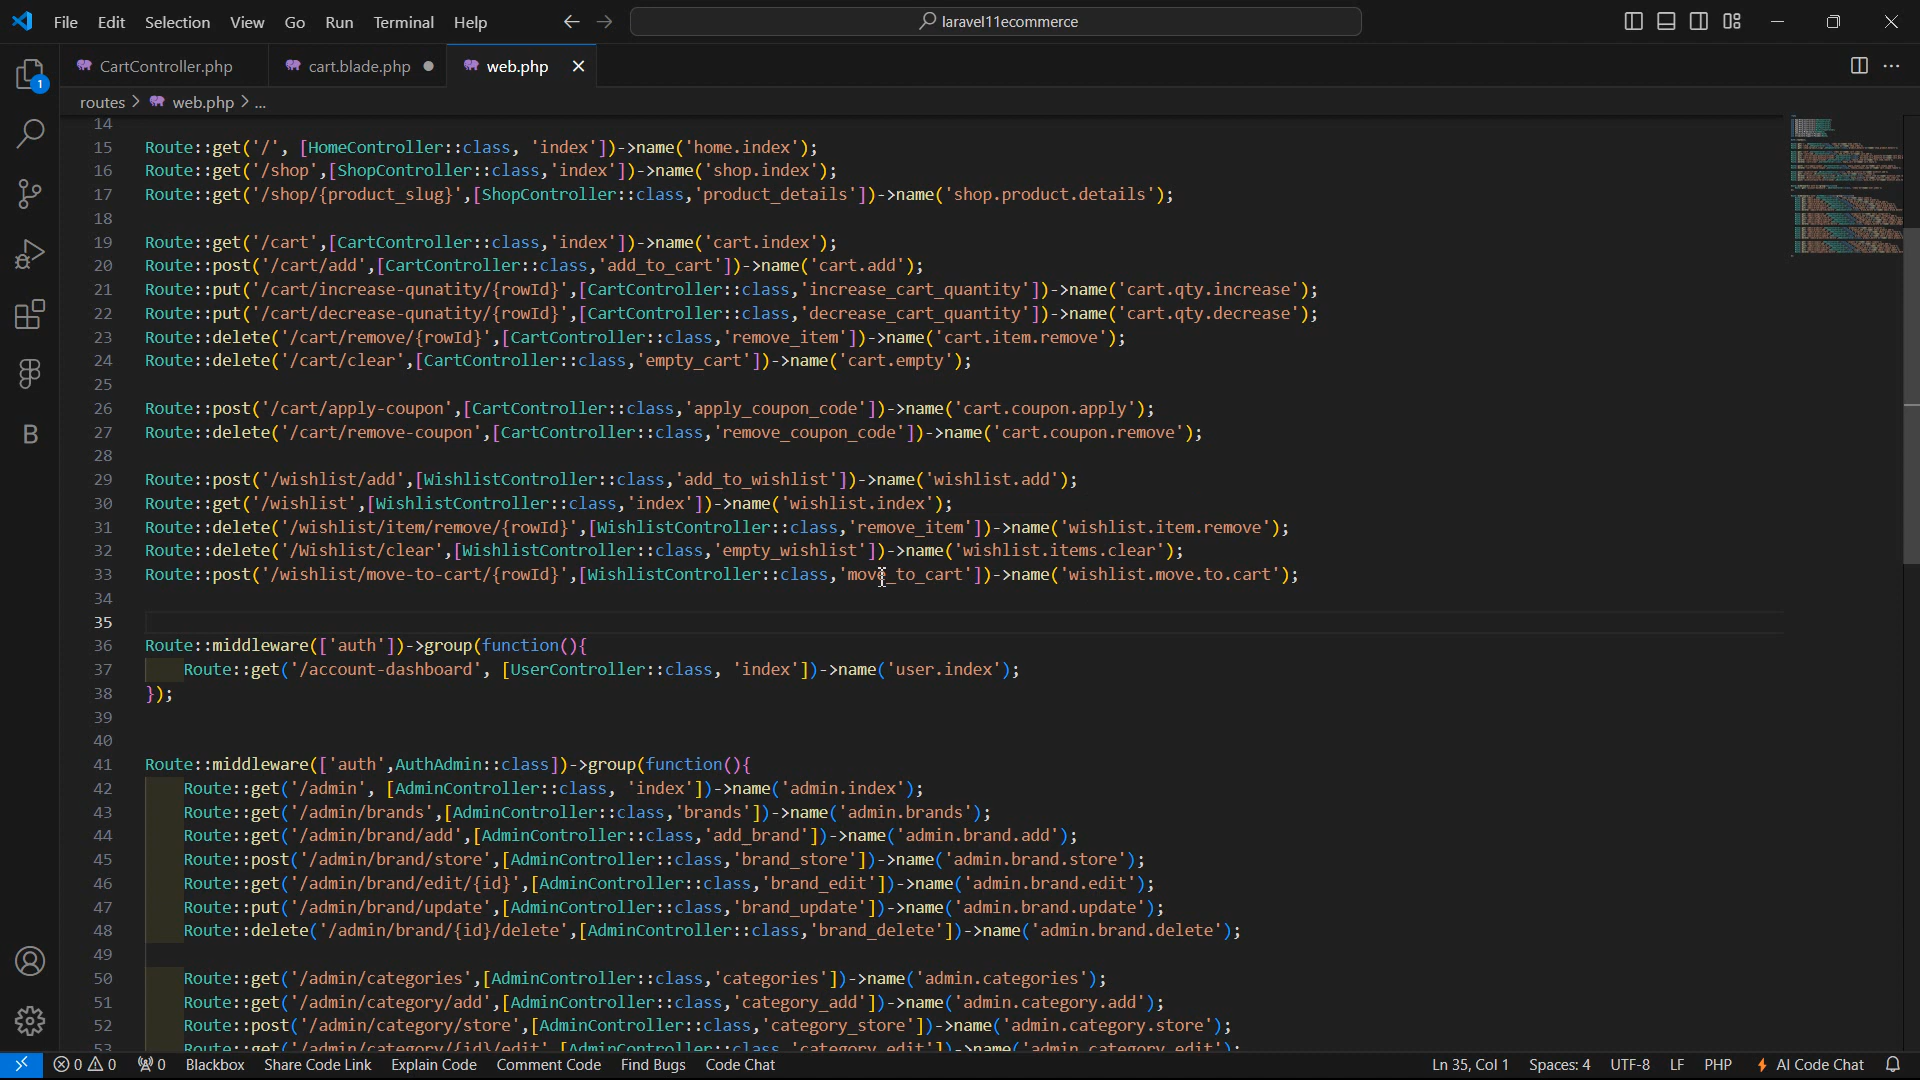 File Edit Selection View Go Run Terminal Help laravel11ecommerce
1 CartController.php cart.blade.php web.php
routes > web.php > ...
14
15 Route::get('/', [HomeController::class, 'index'])->name('home.index');
16 Route::get('/shop',[ShopController::class,'index'])->name('shop.index');
17 Route::get('/shop/{product_slug}',[ShopController::class,'product_details'])->name('shop.product.details');
18
19 Route::get('/cart',[CartController::class,'index'])->name('cart.index');
20 Route::post('/cart/add',[CartController::class,'add_to_cart'])->name('cart.add');
21 Route::put('/cart/increase-qunatity/{rowId}',[CartController::class,'increase_cart_quantity'])->name('cart.qty.increase');
22 Route::put('/cart/decrease-qunatity/{rowId}',[CartController::class,'decrease_cart_quantity'])->name('cart.qty.decrease');
23 Route::delete('/cart/remove/{rowId}',[CartController::class,'remove_item'])->name('cart.item.remove');
24 Route::delete('/cart/clear',[CartController::class,'empty_cart'])->name('cart.empty');
25
26 Route::post('/cart/apply-coupon',[CartController::class,'apply_coupon_code'])->name('cart.coupon.apply');
27 Route::delete('/cart/remove-coupon',[CartController::class,'remove_coupon_code'])->name('cart.coupon.remove');
28
29 Route::post('/wishlist/add',[WishlistController::class,'add_to_wishlist'])->name('wishlist.add');
30 Route::get('/wishlist',[WishlistController::class,'index'])->name('wishlist.index');
31 Route::delete('/wishlist/item/remove/{rowId}',[WishlistController::class,'remove_item'])->name('wishlist.item.remove');
32 Route::delete('/Wishlist/clear',[WishlistController::class,'empty_wishlist'])->name('wishlist.items.clear');
33 Route::post('/wishlist/move-to-cart/{rowId}',[WishlistController::class,'move_to_cart'])->name('wishlist.move.to.cart');
34
35
36 Route::middleware(['auth'])->group(function(){
37 Route::get('/account-dashboard', [UserController::class, 'index'])->name('user.index');
38 });
39
40
41 Route::middleware(['auth',AuthAdmin::class])->group(function(){
42 Route::get('/admin', [AdminController::class, 'index'])->name('admin.index');
43 Route::get('/admin/brands',[AdminController::class,'brands'])->name('admin.brands');
44 Route::get('/admin/brand/add',[AdminController::class,'add_brand'])->name('admin.brand.add');
45 Route::post('/admin/brand/store',[AdminController::class,'brand_store'])->name('admin.brand.store');
46 Route::get('/admin/brand/edit/{id}',[AdminController::class,'brand_edit'])->name('admin.brand.edit');
47 Route::put('/admin/brand/update',[AdminController::class,'brand_update'])->name('admin.brand.update');
48 Route::delete('/admin/brand/{id}/delete',[AdminController::class,'brand_delete'])->name('admin.brand.delete');
49
50 Route::get('/admin/categories',[AdminController::class,'categories'])->name('admin.categories');
51 Route::get('/admin/category/add',[AdminController::class,'category_add'])->name('admin.category.add');
52 Route::post('/admin/category/store',[AdminController::class,'category_store'])->name('admin.category.store');
53 Route::get('/admin/category/{id}/edit',[AdminController::class,'category_edit'])->name('admin.category.edit');
0 0 0 Blackbox Share Code Link Explain Code Comment Code Find Bugs Code Chat Ln 35, Col 1 Spaces: 4 UTF-8 LF PHP AI Code Chat